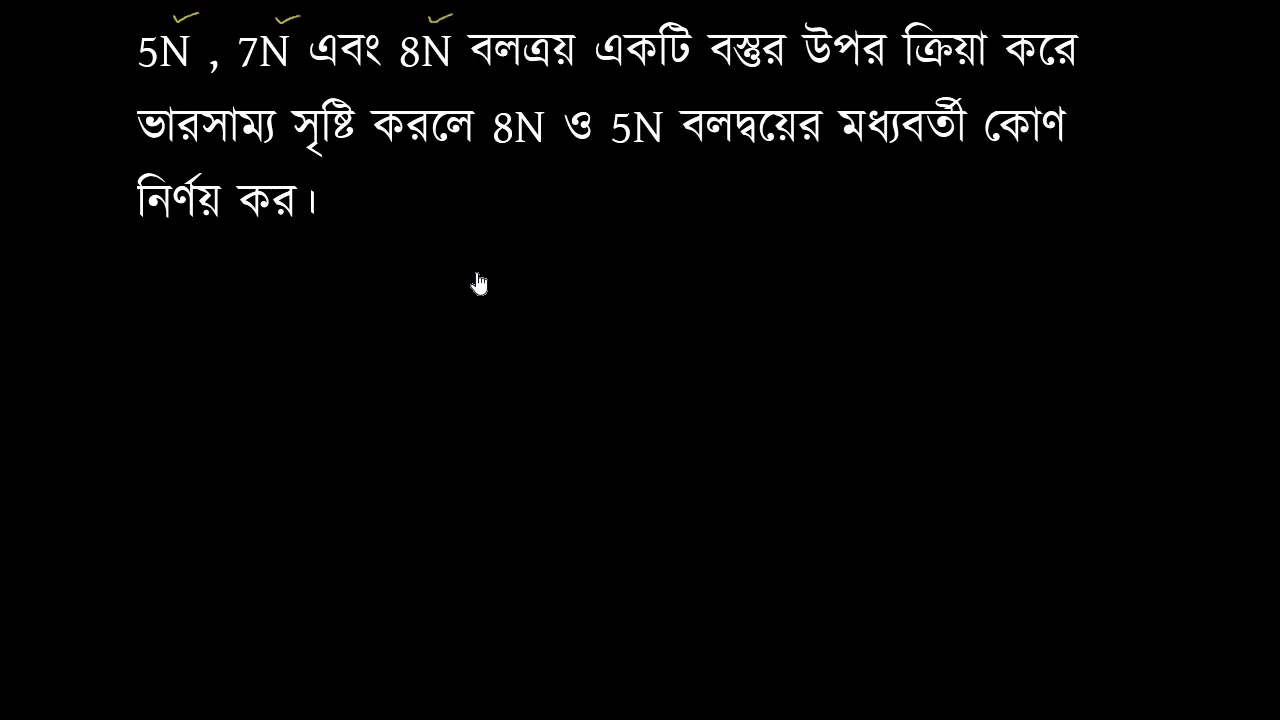 5N , 7N এবং 8N বলত্রয় একটি বস্তুর উপর ক্রিয়া করে
ভারসাম্য সৃষ্টি করলে 8N ও 5N বলদ্বয়ের মধ্যবর্তী কোণ
নির্ণয় কর।